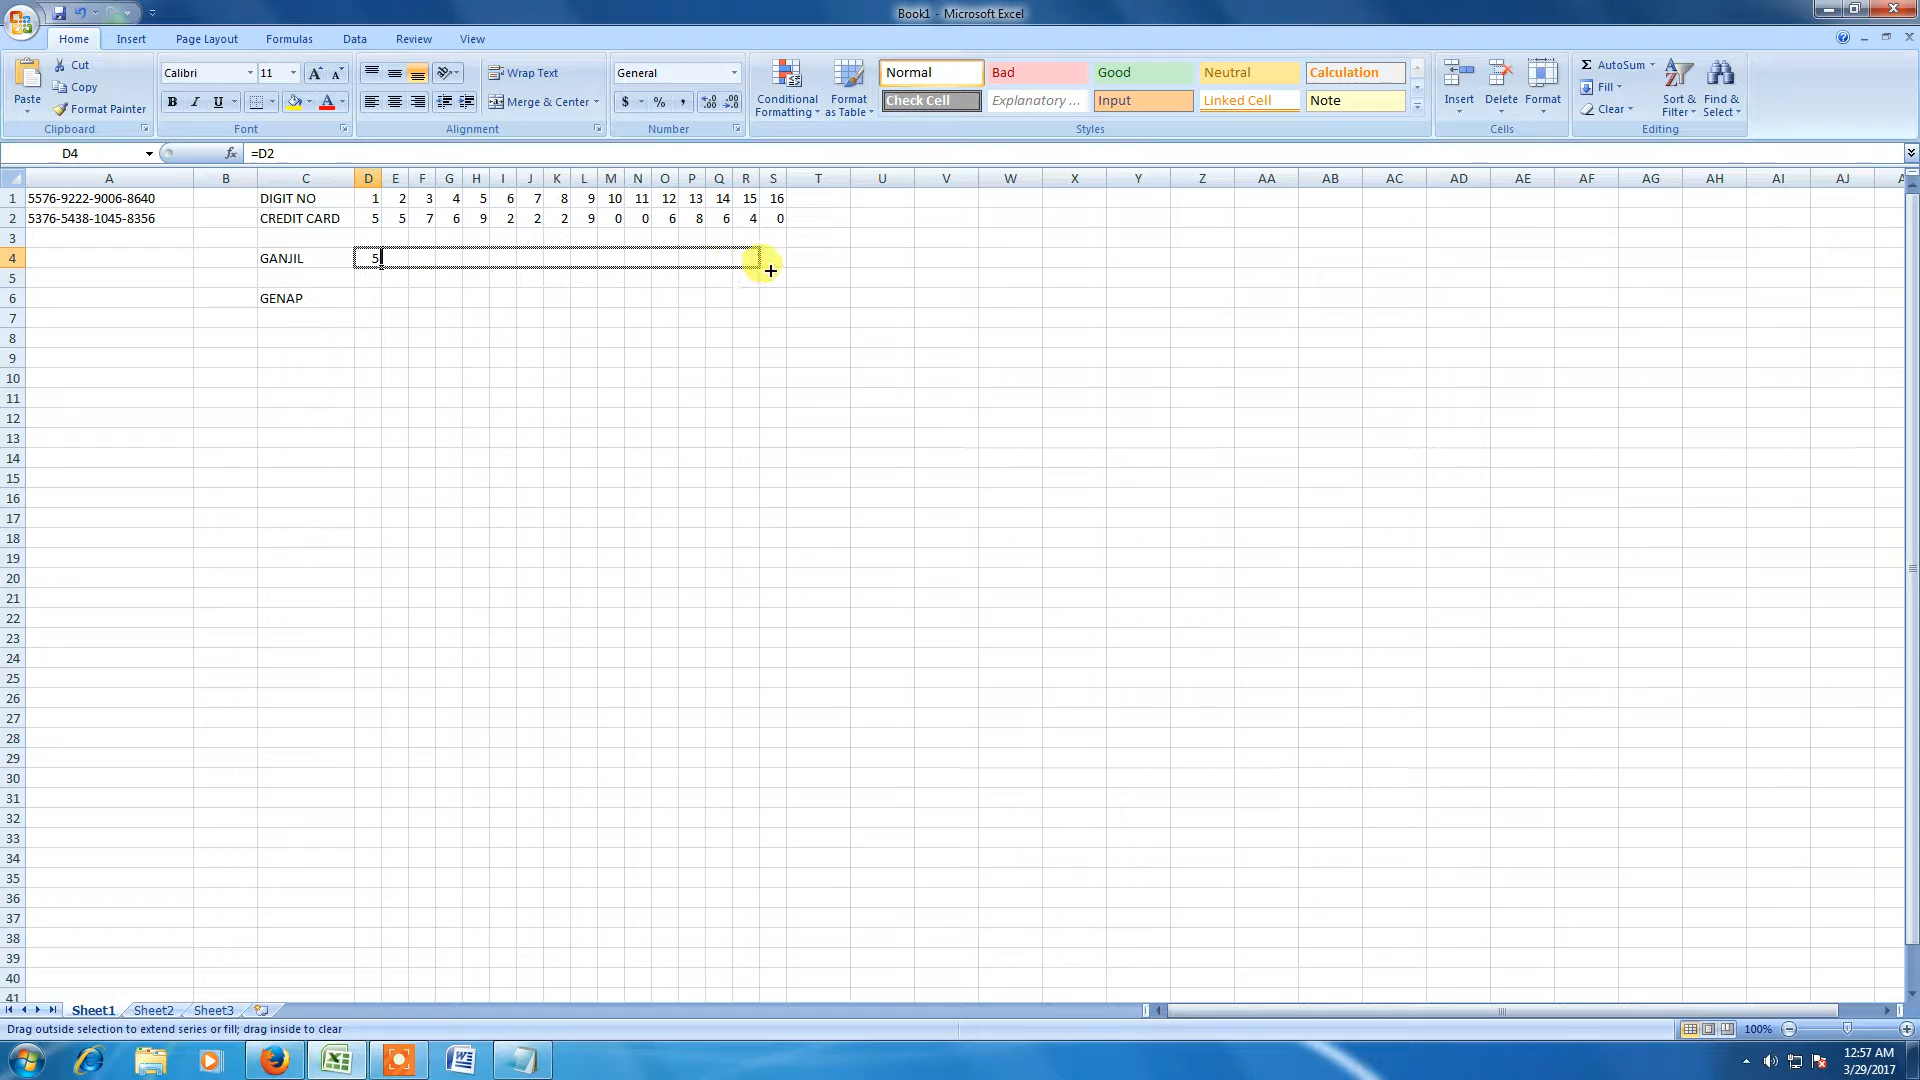 Book1 - Microsoft Excel
Home Insert Page Layout Formulas Data Review View
Paste Cut Copy Format Painter Clipboard
Calibri 11 B I U Font
Wrap Text Merge & Center Alignment
General $ % , Number
Conditional Formatting Format as Table
Normal Bad Good Neutral Calculation
Check Cell Explanatory ... Input Linked Cell Note
Styles
Insert Delete Format Cells
AutoSum Fill Clear Sort & Filter Find & Select Editing
D4 fx =D2
A B C D E F G H I J K L M N O P Q R S T U V W X Y Z AA AB AC AD AE AF AG AH AI AJ
1 5576-9222-9006-8640 DIGIT NO 1 2 3 4 5 6 7 8 9 10 11 12 13 14 15 16
2 5376-5438-1045-8356 CREDIT CARD 5 5 7 6 9 2 2 2 9 0 0 6 8 6 4 0
3
4 GANJIL 5
5
6 GENAP
7
8
9
10
11
12
13
14
15
16
17
18
19
20
21
22
23
24
25
26
27
28
29
30
31
32
33
34
35
36
37
38
39
40
41
Sheet1 Sheet2 Sheet3
Drag outside selection to extend series or fill; drag inside to clear 100%
12:57 AM
3/29/2017